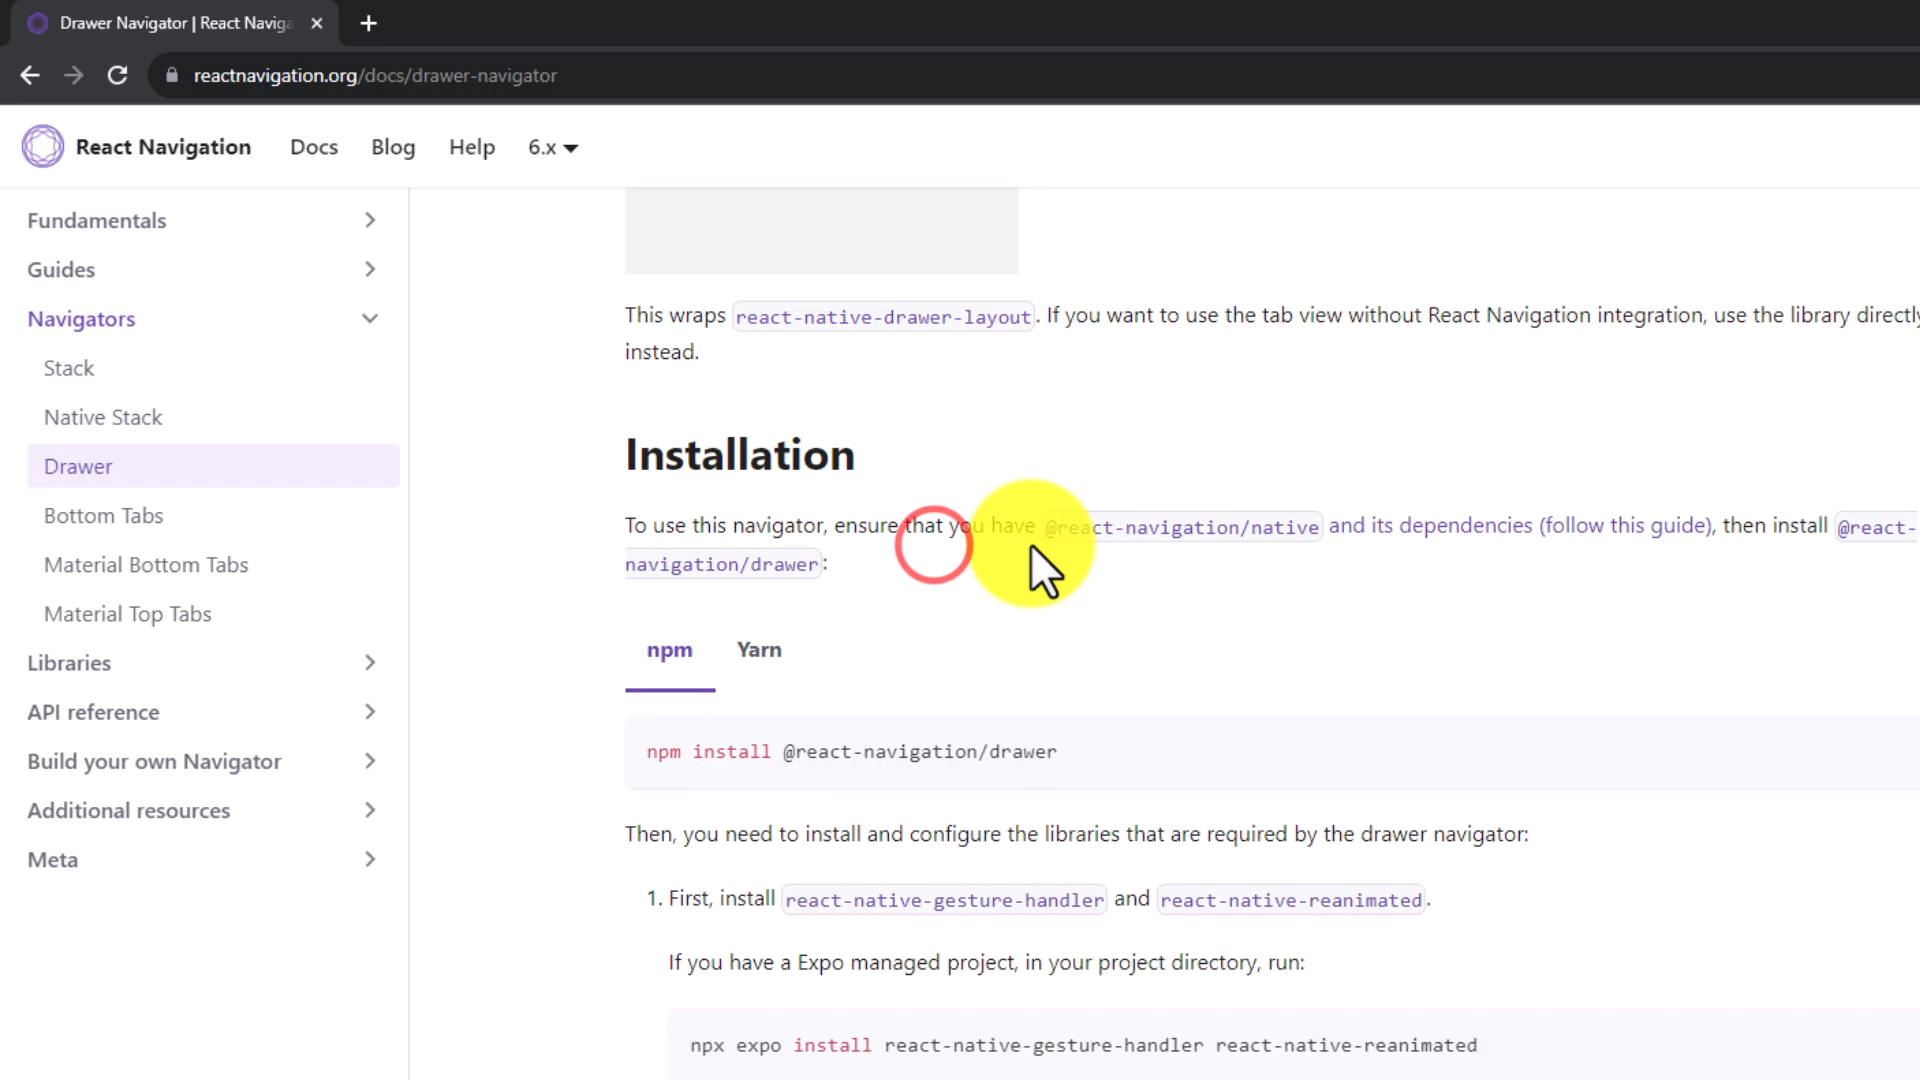 Drawer Navigator | React Naviga
reactnavigation.org/docs/drawer-navigator
React Navigation Docs Blog Help 6.x
Fundamentals
Guides
Navigators
Stack
Native Stack
Drawer
Bottom Tabs
Material Bottom Tabs
Material Top Tabs
Libraries
API reference
Build your own Navigator
Additional resources
Meta
This wraps react-native-drawer-layout. If you want to use the tab view without React Navigation integration, use the library directly
instead.
Installation
To use this navigator, ensure that you have @react-navigation/native and its dependencies (follow this guide), then install @react-
navigation/drawer:
npm Yarn
npm install @react-navigation/drawer
Then, you need to install and configure the libraries that are required by the drawer navigator:
1. First, install react-native-gesture-handler and react-native-reanimated.
If you have a Expo managed project, in your project directory, run:
npx expo install react-native-gesture-handler react-native-reanimated